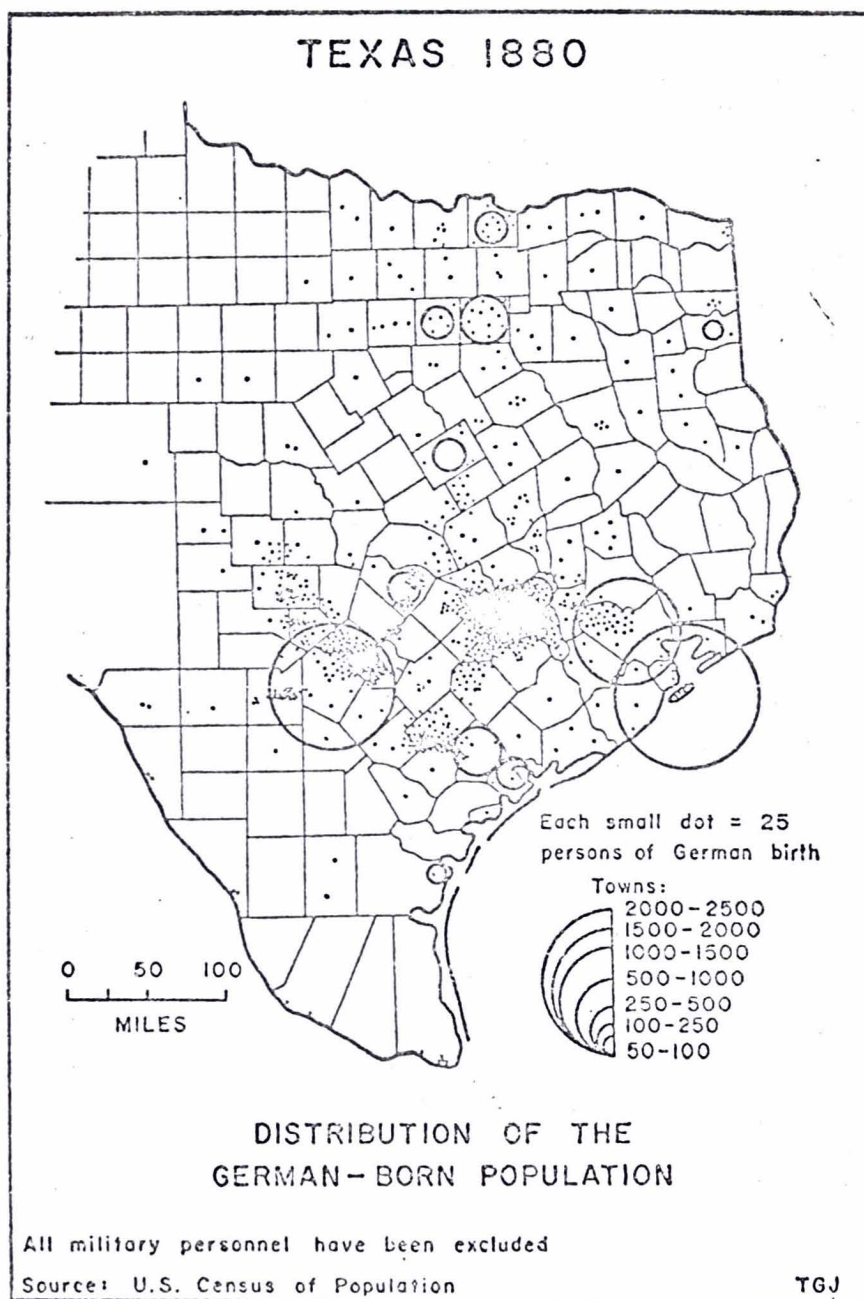 TEXAS 1880
Each small dot = 25
persons of German birth
Towns:
2000-2500
1500-2000
1000-1500
500-1000
250-500
100-250
50-100
0 50 100
MILES
DISTRIBUTION OF THE
GERMAN-BORN POPULATION
All military personnel have been excluded
Source: U.S. Census of Population
TGJ